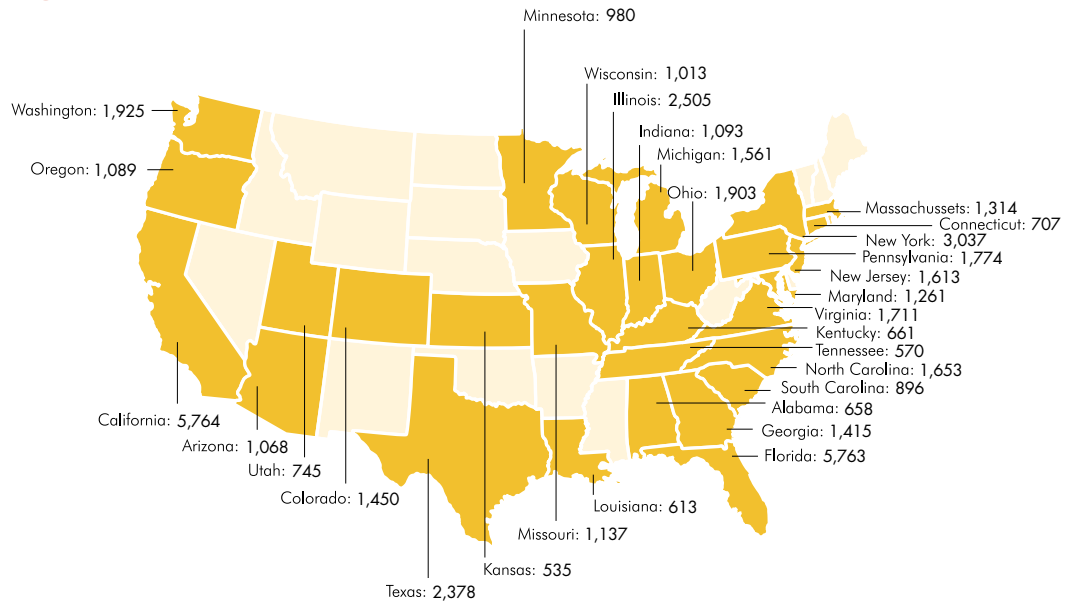 Minnesota: 980
Wisconsin: 1,013
Washington: 1,925
Illinois: 2,505
Indiana: 1,093
Michigan: 1,561
Oregon: 1,089
Ohio: 1,903
Massachussets: 1,314
Connecticut: 707
New York: 3,037
Pennsylvania: 1,774
New Jersey: 1,613
Maryland: 1,261
Virginia: 1,711
Kentucky: 661
Tennessee: 570
North Carolina: 1,653
South Carolina: 896
Alabama: 658
California: 5,764
Georgia: 1,415
Arizona: 1,068
Florida: 5,763
Utah: 745
Colorado: 1,450
Louisiana: 613
Missouri: 1,137
Kansas: 535
Texas: 2,378